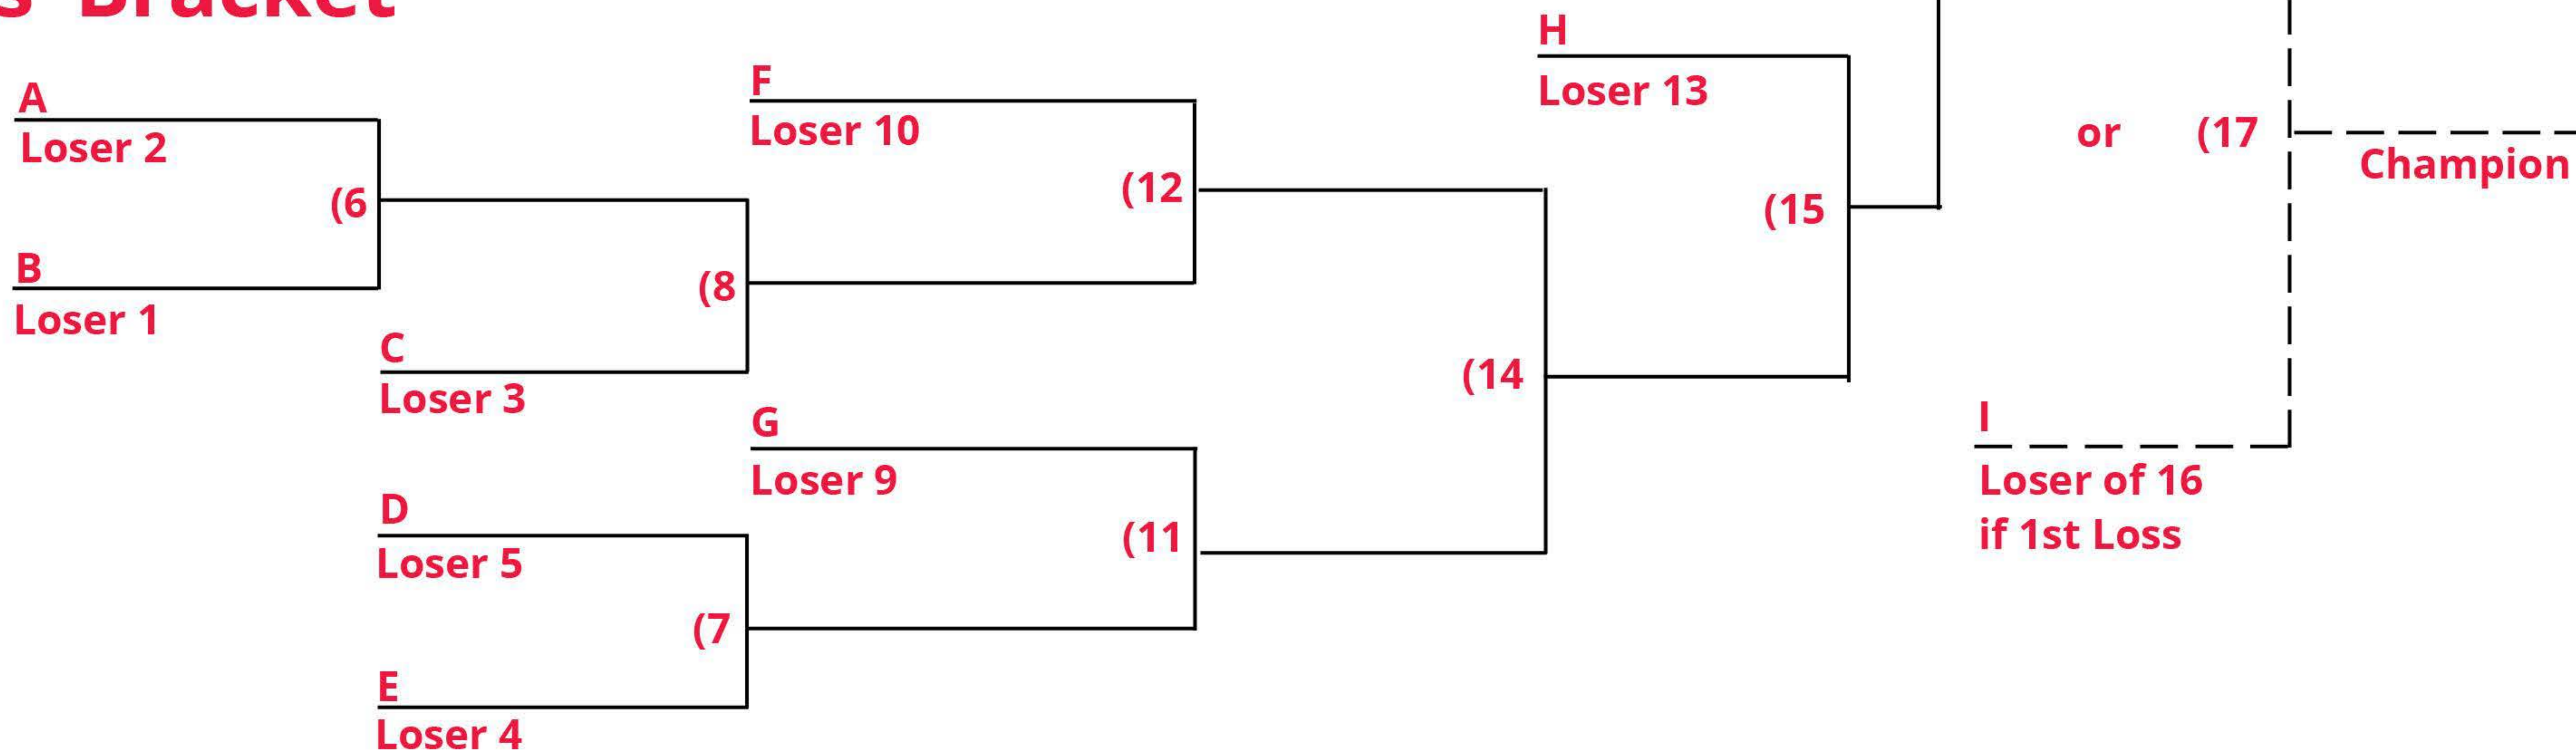 s' Bracket
H
Loser 13
A
Loser 2
F
Loser 10
(6
(12
or
(17
Champion
(15
B
Loser 1
(8
C
Loser 3
(14
G
Loser 9
I
Loser of 16
if 1st Loss
D
Loser 5
(11
(7
E
Loser 4